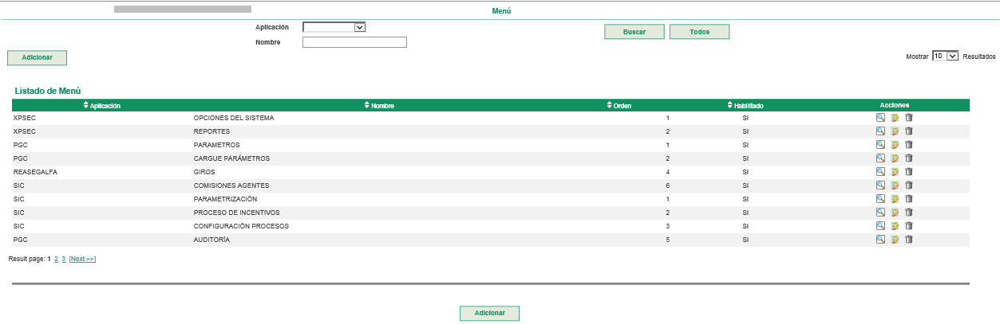 Menú
Aplicación
Nombre
Buscar Todos
Adicionar
Mostrar 10 Resultados
Listado de Menú
Aplicación Nombre Orden Habilitado Acciones
XPSEC OPCIONES DEL SISTEMA 1 SI
XPSEC REPORTES 2 SI
PGC PARAMETROS 1 SI
PGC CARGUE PARÁMETROS 2 SI
REASEGALFA GIROS 4 SI
SIC COMISIONES AGENTES 6 SI
SIC PARAMETRIZACIÓN 1 SI
SIC PROCESO DE INCENTIVOS 2 SI
SIC CONFIGURACIÓN PROCESOS 3 SI
PGC AUDITORÍA 5 SI
Result page: 1 2 3 [Next >>]
Adicionar